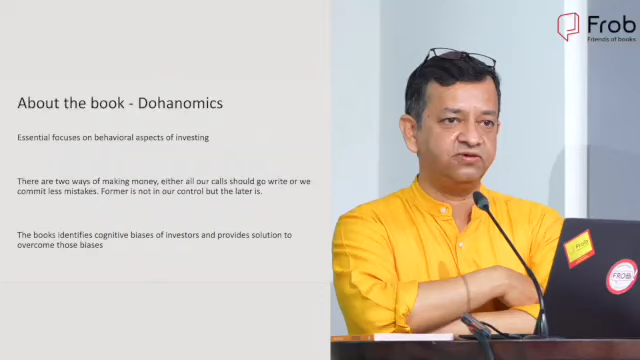 Frob
Friends of books
About the book - Dohanomics
Essential focuses on behavioral aspects of investing
There are two ways of making money, either all our calls should go write or we
commit less mistakes. Former is not in our control but the later is.
The books identifies cognitive biases of investors and provides solution to
overcome those biases
Frob
FROB